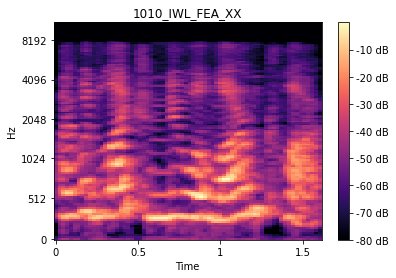 1010_IWL_FEA_XX
8192
4096
2048
1024
512
0
Hz
0
0.5
1
1.5
Time
-10 dB
-20 dB
-30 dB
-40 dB
-50 dB
-60 dB
-70 dB
-80 dB